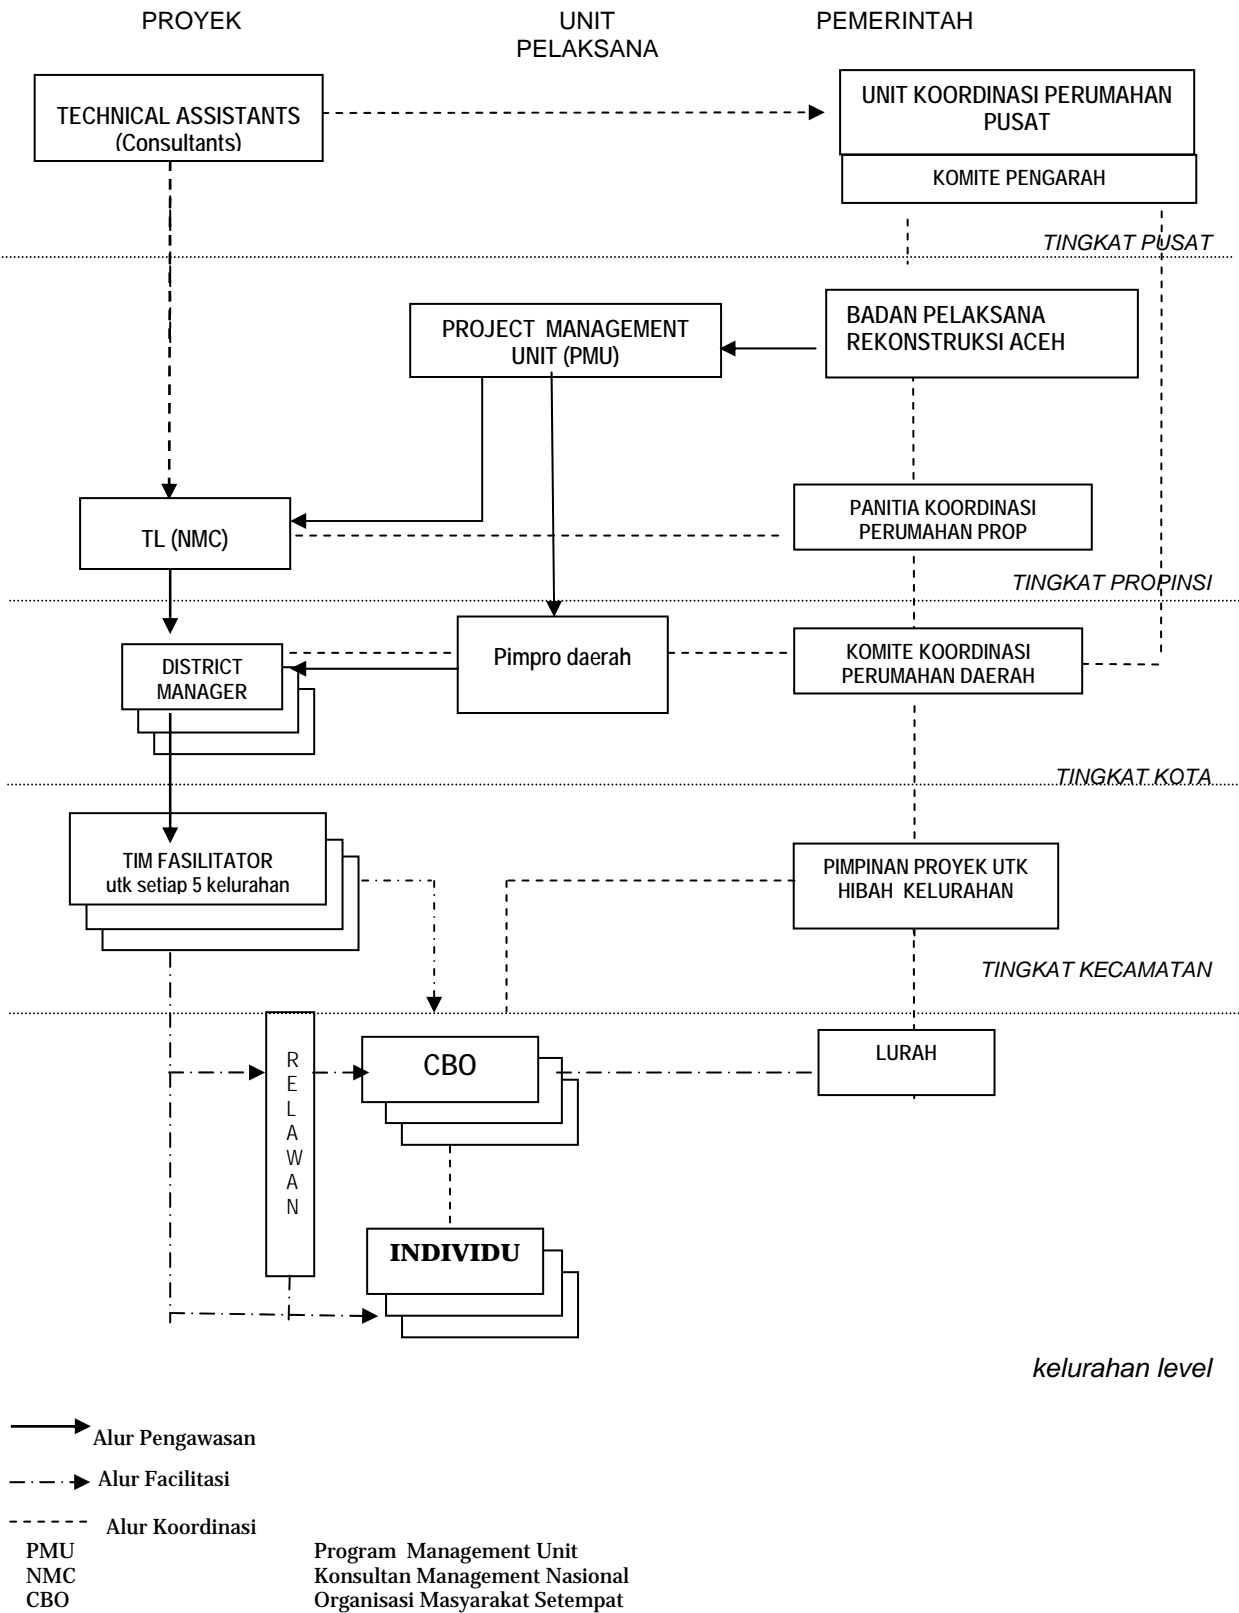 PROYEK
UNIT
PELAKSANA
PEMERINTAH
TECHNICAL ASSISTANTS
(Consultants)
UNIT KOORDINASI PERUMAHAN
PUSAT
KOMITE PENGARAH
TINGKAT PUSAT
PROJECT MANAGEMENT
UNIT (PMU)
BADAN PELAKSANA
REKONSTRUKSI ACEH
TL (NMC)
PANITIA KOORDINASI
PERUMAHAN PROP
TINGKAT PROPINSI
DISTRICT
MANAGER
Pimpro daerah
KOMITE KOORDINASI
PERUMAHAN DAERAH
TINGKAT KOTA
TIM FASILITATOR
utk setiap 5 kelurahan
PIMPINAN PROYEK UTK
HIBAH KELURAHAN
TINGKAT KECAMATAN
R
E
L
A
W
A
N
CBO
LURAH
INDIVIDU
kelurahan level
Alur Pengawasan
Alur Facilitasi
Alur Koordinasi
PMU Program Management Unit
NMC Konsultan Management Nasional
CBO Organisasi Masyarakat Setempat